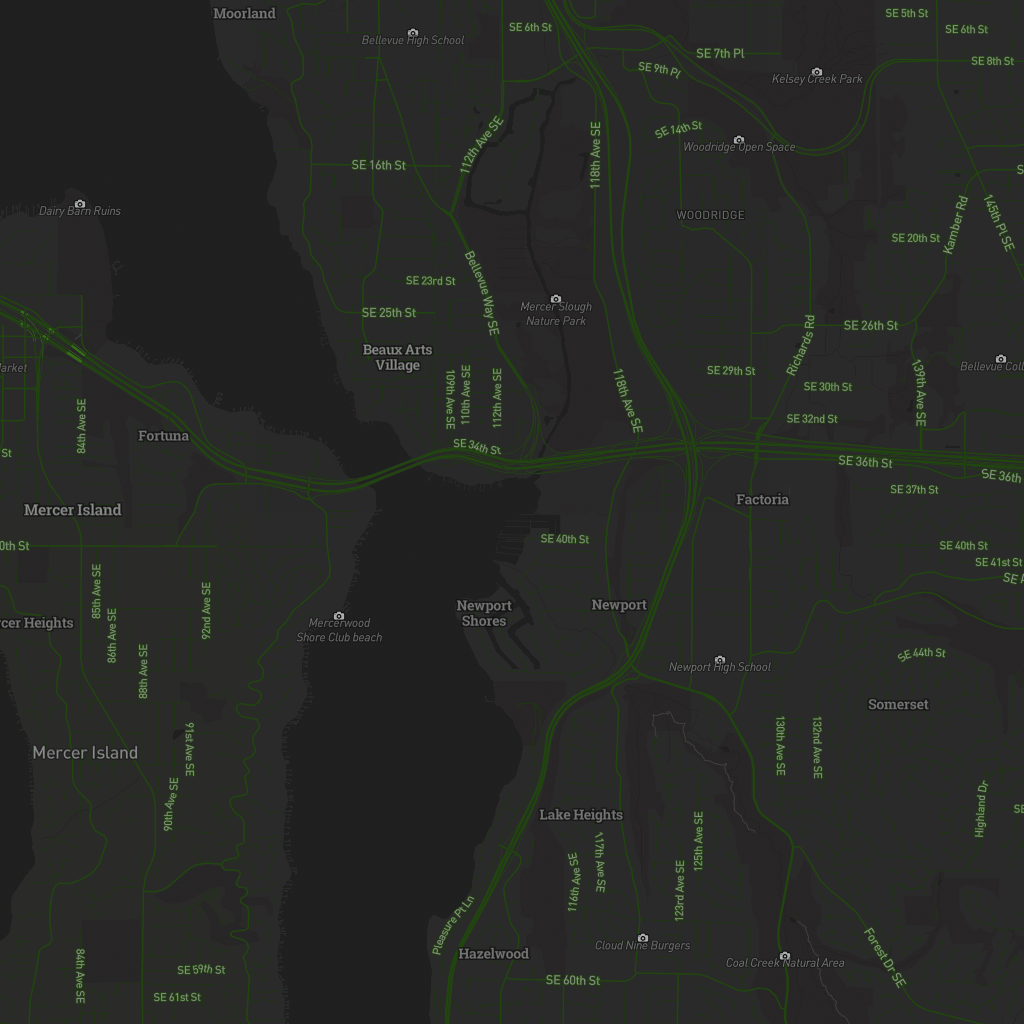 Moorland
SE 5th St
SE 6th St
SE 6th St
Bellevue High School
SE 7th Pl
SE 8th St
SE 9th Pl
Kelsey Creek Park
SE 14th St
112th Ave SE
118th Ave SE
Woodridge Open Space
SE 16th St
Dairy Barn Ruins
WOODRIDGE
Kamber Rd
145th Pl SE
SE 20th St
Bellevue Way SE
SE 23rd St
Mercer Slough
Nature Park
SE 25th St
SE 26th St
Richards Rd
Beaux Arts
Village
arket
SE 29th St
Bellevue Coll
SE 30th St
109th Ave SE
110th Ave SE
112th Ave SE
118th Ave SE
139th Ave SE
84th Ave SE
SE 32nd St
Fortuna
SE 34th St
St
SE 36th St
SE 36th
SE 37th St
Factoria
Mercer Island
SE 40th St
0th St
SE 40th St
SE 41st St
SE
85th Ave SE
92nd Ave SE
86th Ave SE
Newport
Shores
Newport
cer Heights
Mercerwood
Shore Club beach
88th Ave SE
SE 44th St
Newport High School
Somerset
91st Ave SE
130th Ave SE
132nd Ave SE
Mercer Island
90th Ave SE
Highland Dr
SE
Lake Heights
125th Ave SE
117th Ave SE
116th Ave SE
123rd Ave SE
Pleasure Pt Ln
Cloud Nine Burgers
Hazelwood
Coal Creek Natural Area
Forest Dr SE
84th Ave SE
SE 59th St
SE 60th St
SE 61st St